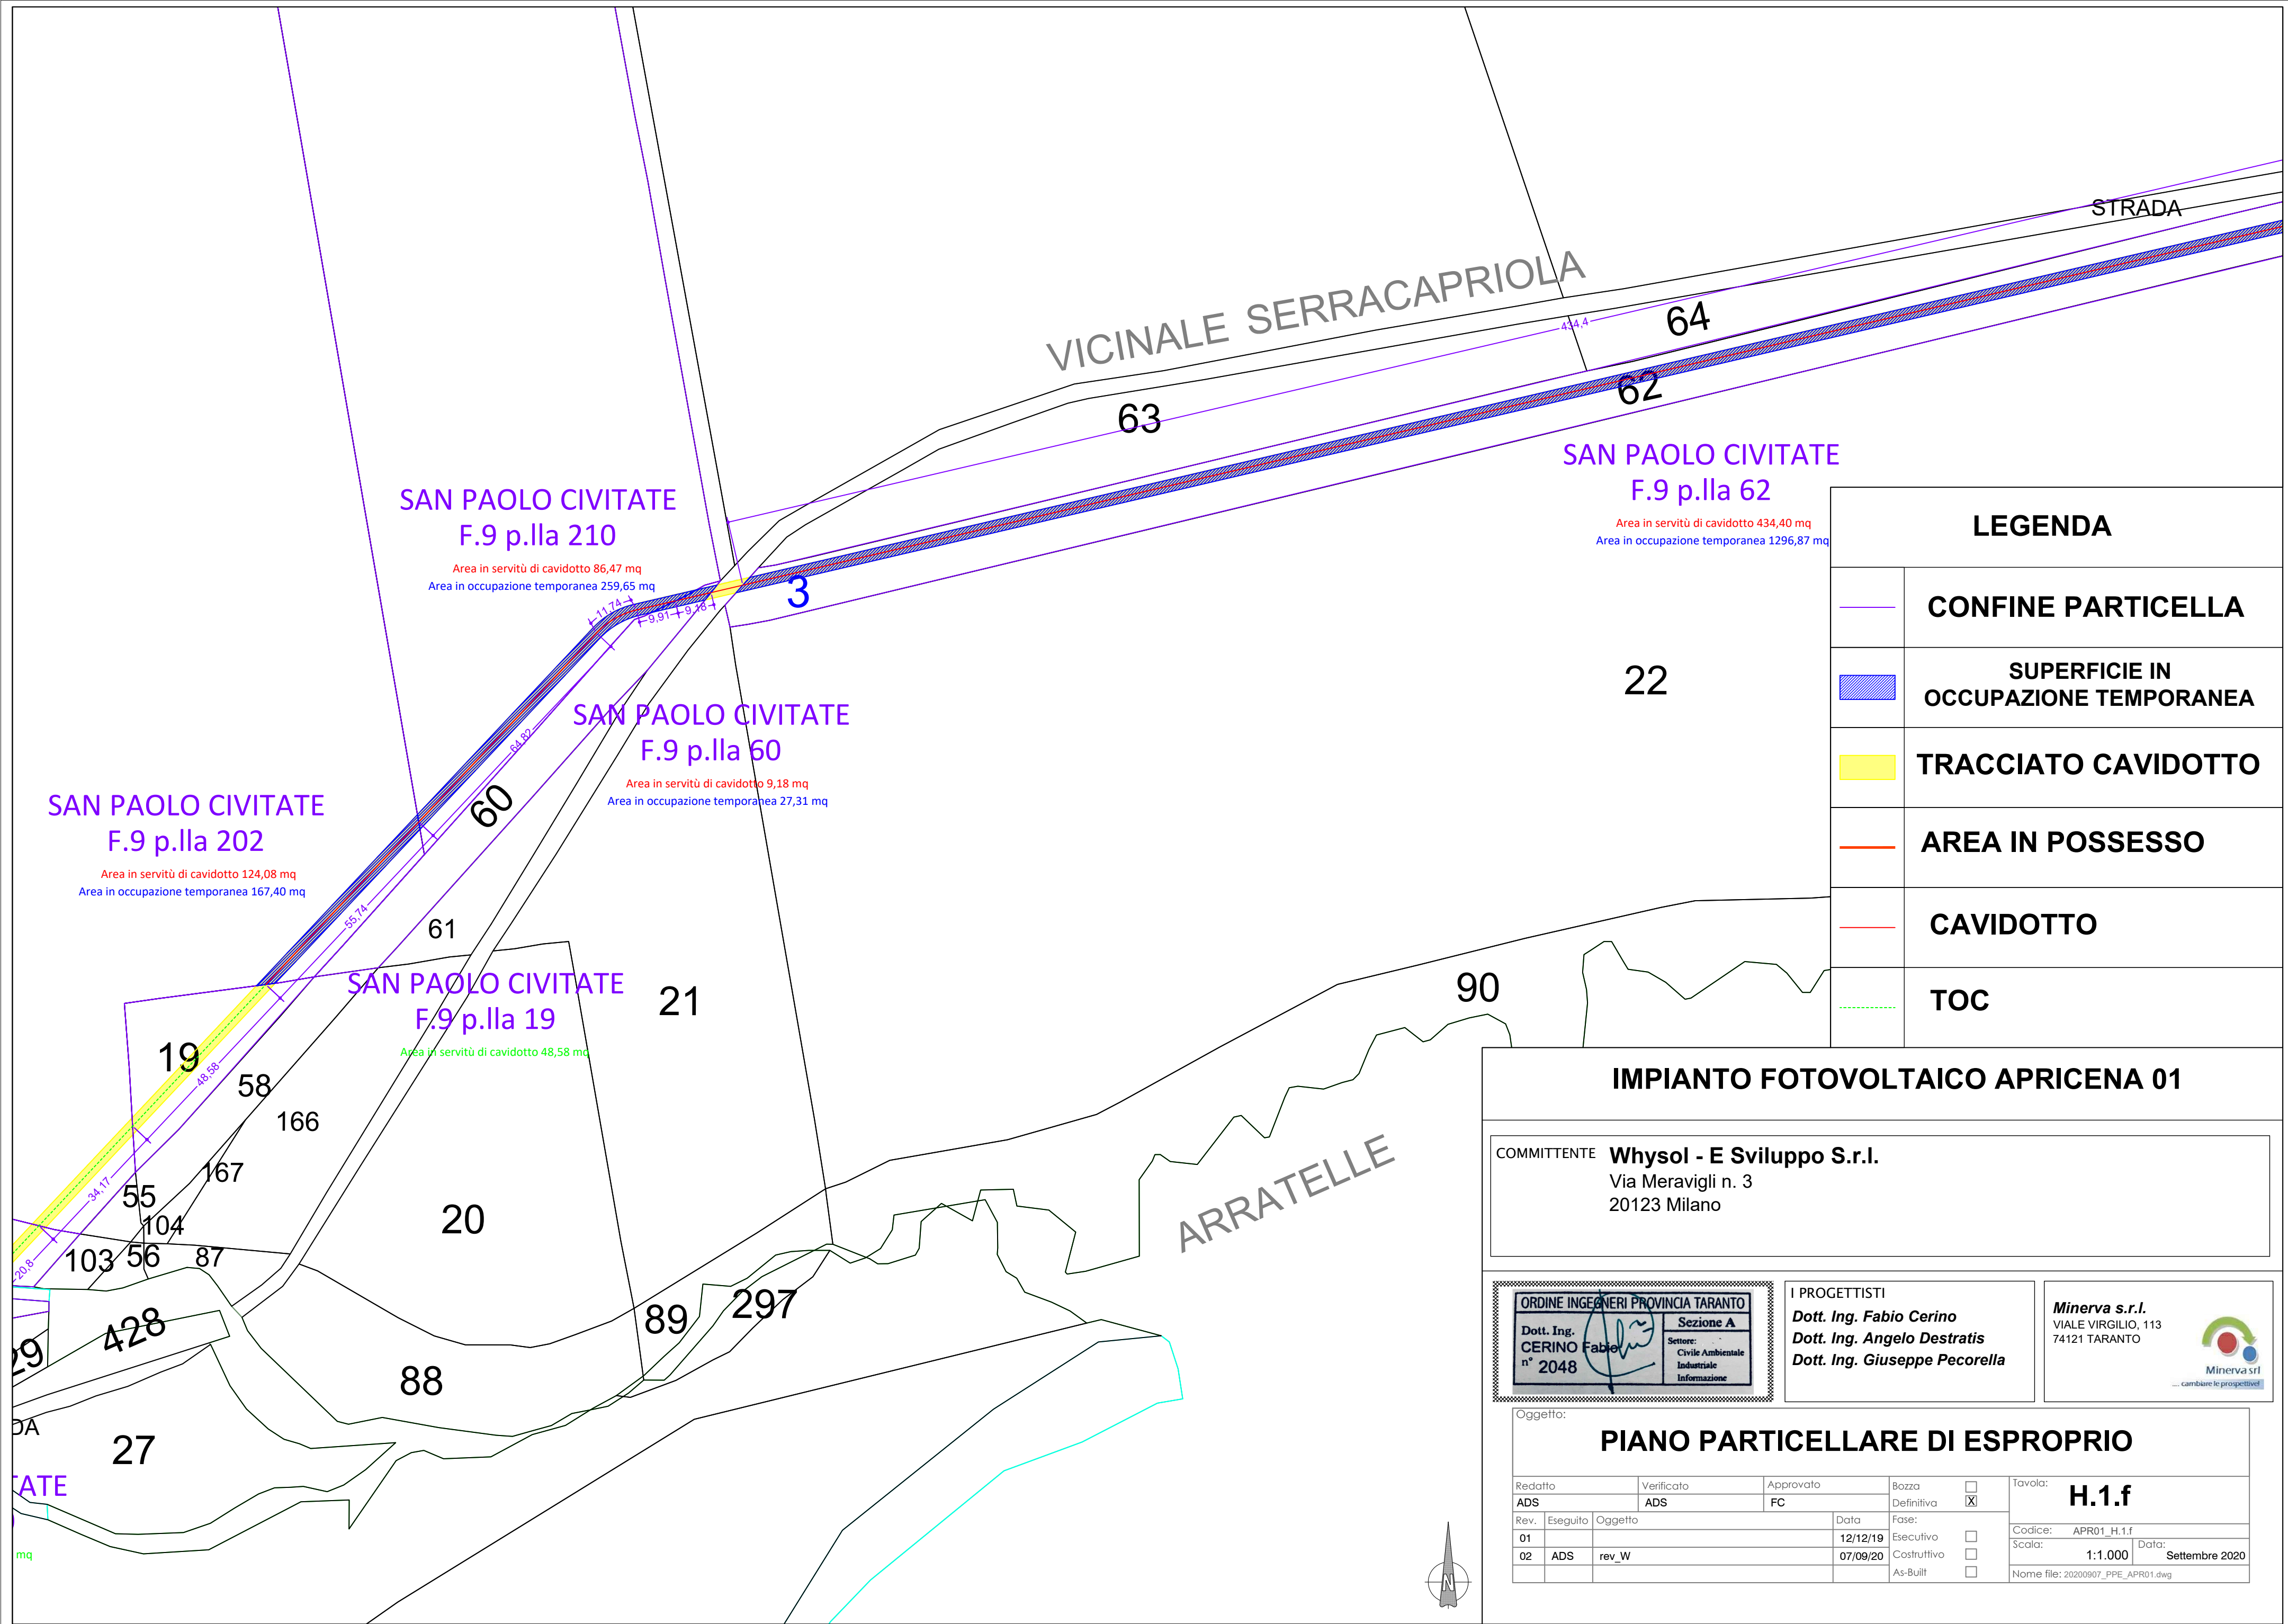 STRADA
VICINALE SERRACAPRIOLA
434,4
64
62
63
SAN PAOLO CIVITATE
F.9 p.lla 62
Area in servitù di cavidotto 434,40 mq
Area in occupazione temporanea 1296,87 mq
SAN PAOLO CIVITATE
F.9 p.lla 210
Area in servitù di cavidotto 86,47 mq
Area in occupazione temporanea 259,65 mq
3
11,74
9,91
9,18
22
SAN PAOLO CIVITATE
F.9 p.lla 60
Area in servitù di cavidotto 9,18 mq
Area in occupazione temporanea 27,31 mq
64,82
60
SAN PAOLO CIVITATE
F.9 p.lla 202
Area in servitù di cavidotto 124,08 mq
Area in occupazione temporanea 167,40 mq
55,74
61
SAN PAOLO CIVITATE
F.9 p.lla 19
Area in servitù di cavidotto 48,58 mq
21
90
19
48,58
58
166
167
34,17
55
104
103
56
87
20,8
20
ARRATELLE
89
297
428
29
88
DA
27
TATE
mq
N
LEGENDA
CONFINE PARTICELLA
SUPERFICIE IN
OCCUPAZIONE TEMPORANEA
TRACCIATO CAVIDOTTO
AREA IN POSSESSO
CAVIDOTTO
TOC
IMPIANTO FOTOVOLTAICO APRICENA 01
COMMITTENTE Whysol - E Sviluppo S.r.l.
Via Meravigli n. 3
20123 Milano
ORDINE INGEGNERI PROVINCIA TARANTO
Dott. Ing.
CERINO Fabio
n° 2048
Sezione A
Settore:
Civile Ambientale
Industriale
Informazione
I PROGETTISTI
Dott. Ing. Fabio Cerino
Dott. Ing. Angelo Destratis
Dott. Ing. Giuseppe Pecorella
Minerva s.r.l.
VIALE VIRGILIO, 113
74121 TARANTO
Minerva srl
.... cambiare le prospettive!
Oggetto:
PIANO PARTICELLARE DI ESPROPRIO
Redatto Verificato Approvato
ADS ADS FC
Rev. Eseguito Oggetto Data
01 12/12/19
02 ADS rev_W 07/09/20
Bozza
Definitiva X
Fase:
Esecutivo
Costruttivo
As-Built
Tavola: H.1.f
Codice: APR01_H.1.f
Scala: 1:1.000 Data: Settembre 2020
Nome file: 20200907_PPE_APR01.dwg